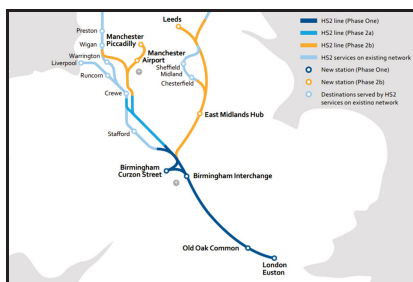 Preston
Wigan
Warrington
Liverpool
Runcorn
Crewe
Stafford
Manchester
Piccadilly
Manchester
Airport
Leeds
Sheffield
Midland
Chesterfield
East Midlands Hub
Birmingham
Curzon Street
Birmingham Interchange
Old Oak Common
London
Euston
HS2 line (Phase One)
HS2 line (Phase 2a)
HS2 line (Phase 2b)
HS2 services on existing network
New station (Phase One)
New station (Phase 2b)
Destinations served by HS2
services on existing network